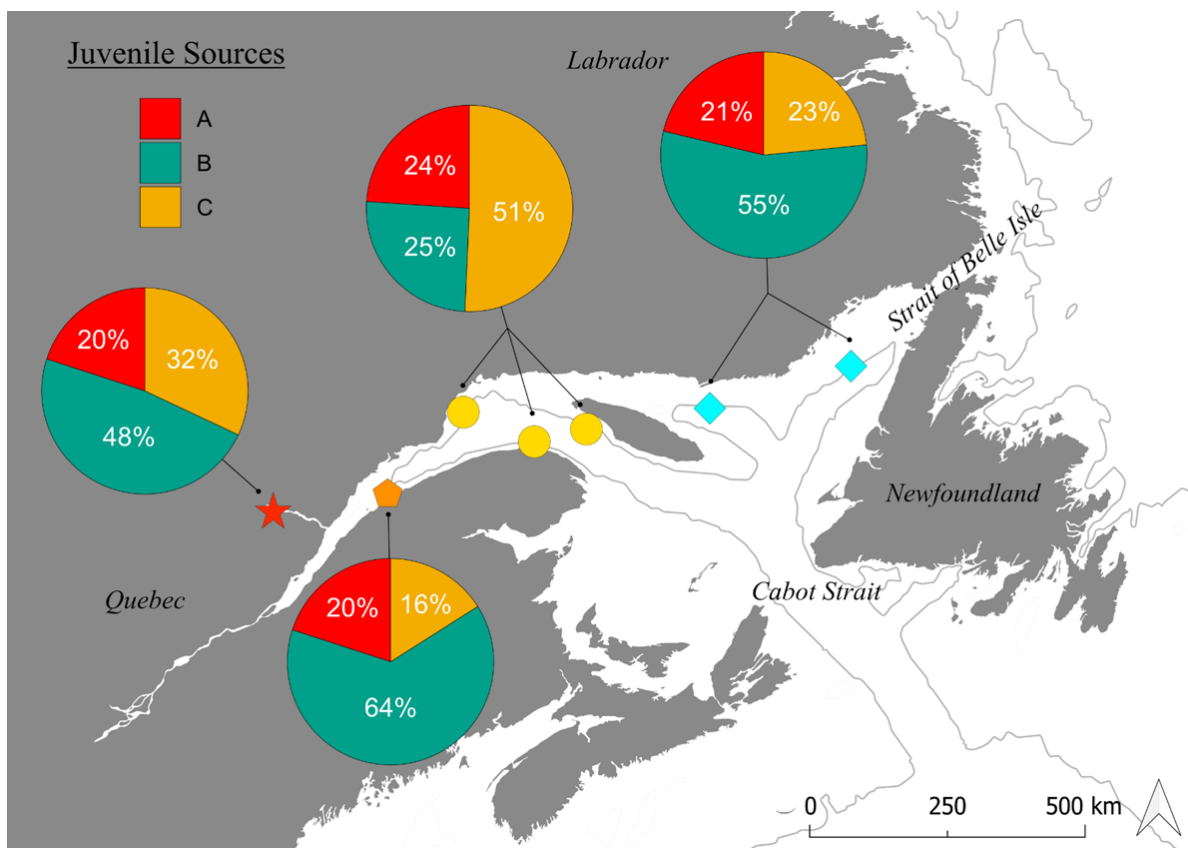 Juvenile Sources
A
B
C
Labrador
21%
23%
55%
24%
51%
25%
Strait of Belle Isle
20%
32%
48%
Newfoundland
Quebec
Cabot Strait
20%
16%
64%
0
250
500 km